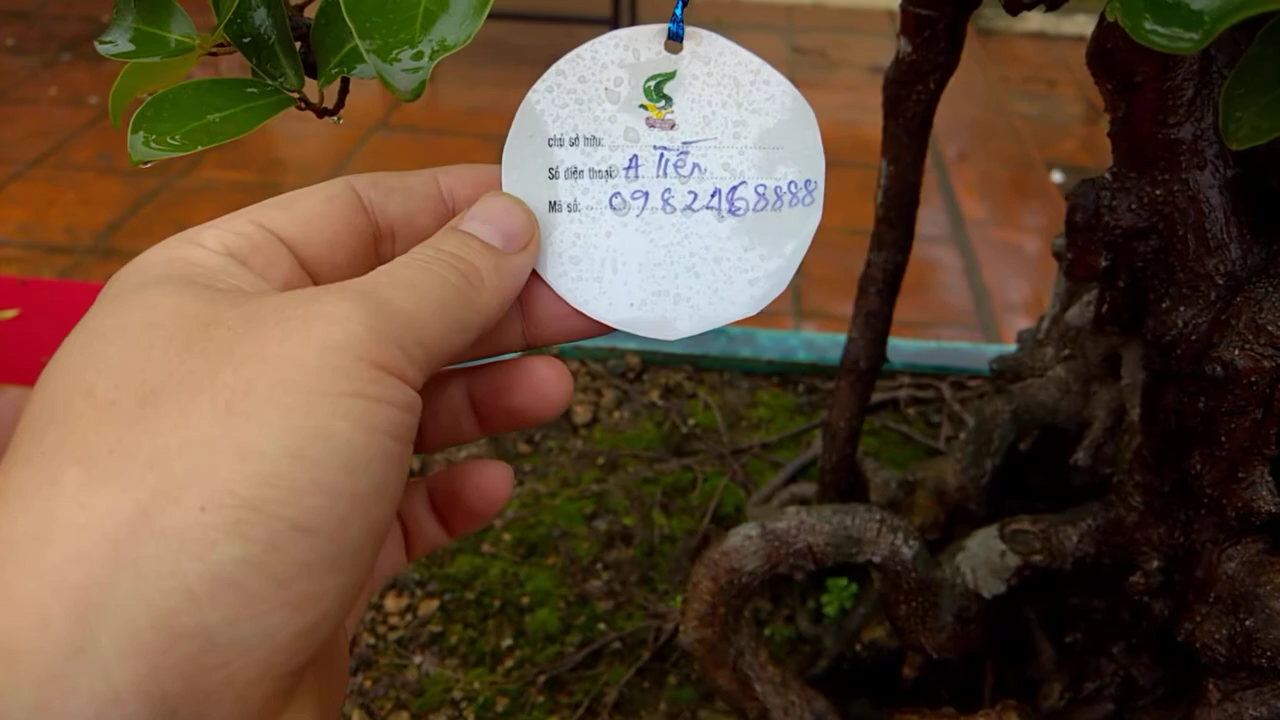 chủ sở hữu:
Số điện thoại: A Tiến
Mã số: 0982468888